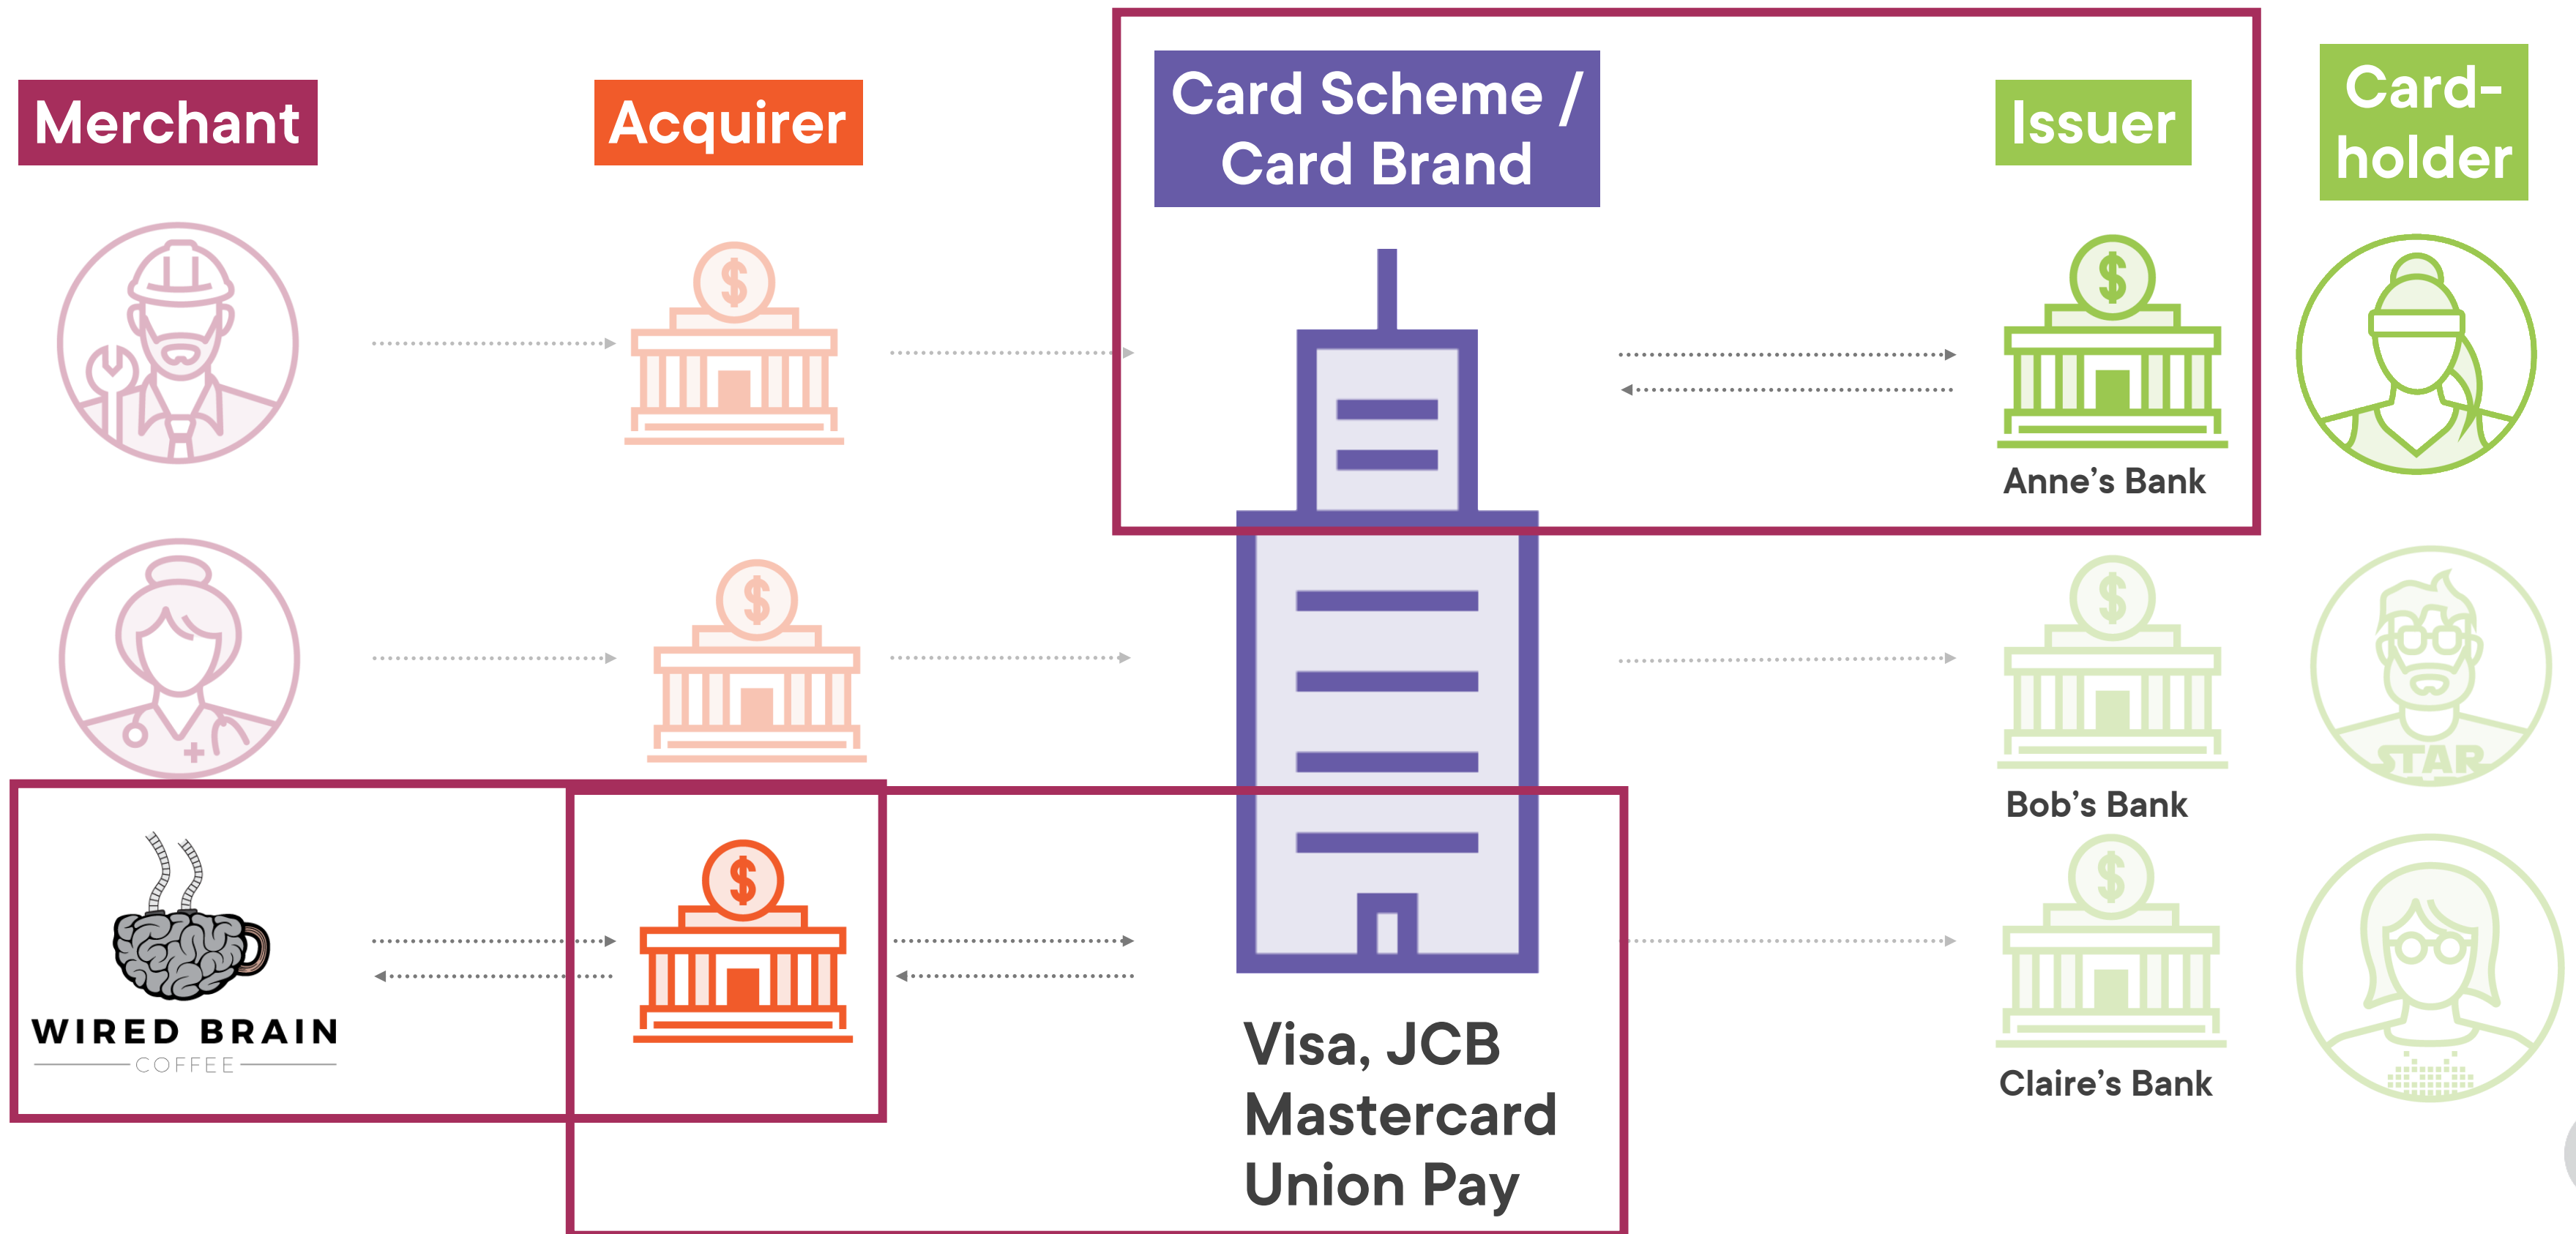 Merchant
Acquirer
Card Scheme /
Card Brand
Issuer
Card-
holder
$
$
Anne's Bank
$
$
STAR
Bob's Bank
$
$
WIRED BRAIN
COFFEE
Visa, JCB
Mastercard
Union Pay
Claire's Bank